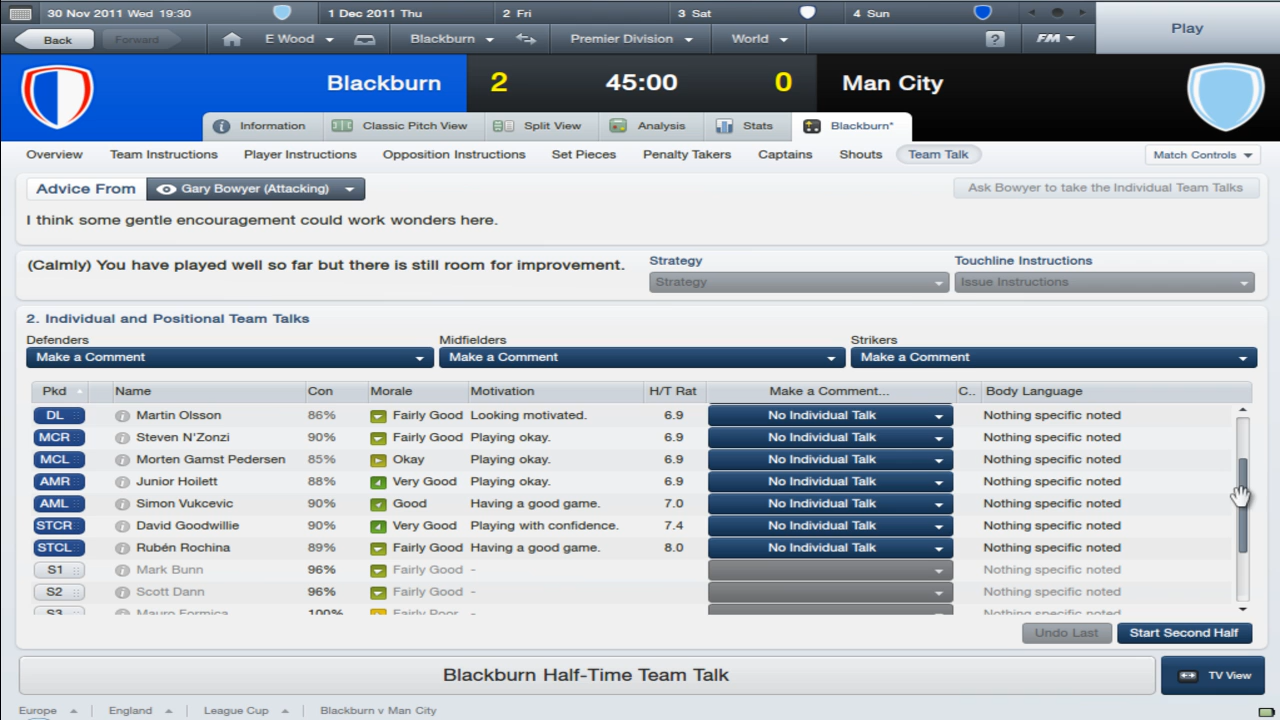 30 Nov 2011 Wed 19:30 1 Dec 2011 Thu 2 Fri 3 Sat 4 Sun
Back Forward E Wood Blackburn Premier Division World ? FM Play
Blackburn 2 45:00 0 Man City
Information Classic Pitch View Split View Analysis Stats Blackburn*
Overview Team Instructions Player Instructions Opposition Instructions Set Pieces Penalty Takers Captains Shouts Team Talk Match Controls
Advice From Gary Bowyer (Attacking) Ask Bowyer to take the Individual Team Talks
I think some gentle encouragement could work wonders here.
(Calmly) You have played well so far but there is still room for improvement.
Strategy Touchline Instructions
Strategy Issue Instructions
2. Individual and Positional Team Talks
Defenders Midfielders Strikers
Make a Comment Make a Comment Make a Comment
Pkd Name Con Morale Motivation H/T Rat Make a Comment... C.. Body Language
DL Martin Olsson 86% Fairly Good Looking motivated. 6.9 No Individual Talk Nothing specific noted
MCR Steven N'Zonzi 90% Fairly Good Playing okay. 6.9 No Individual Talk Nothing specific noted
MCL Morten Gamst Pedersen 85% Okay Playing okay. 6.9 No Individual Talk Nothing specific noted
AMR Junior Hoilett 88% Very Good Playing okay. 6.9 No Individual Talk Nothing specific noted
AML Simon Vukcevic 90% Good Having a good game. 7.0 No Individual Talk Nothing specific noted
STCR David Goodwillie 90% Very Good Playing with confidence. 7.4 No Individual Talk Nothing specific noted
STCL Rubén Rochina 89% Fairly Good Having a good game. 8.0 No Individual Talk Nothing specific noted
S1 Mark Bunn 96% Fairly Good - Nothing specific noted
S2 Scott Dann 96% Fairly Good - Nothing specific noted
S3 Mauro Formica 100% Fairly Poor - Nothing specific noted
Undo Last Start Second Half
Blackburn Half-Time Team Talk TV View
Europe England League Cup Blackburn v Man City